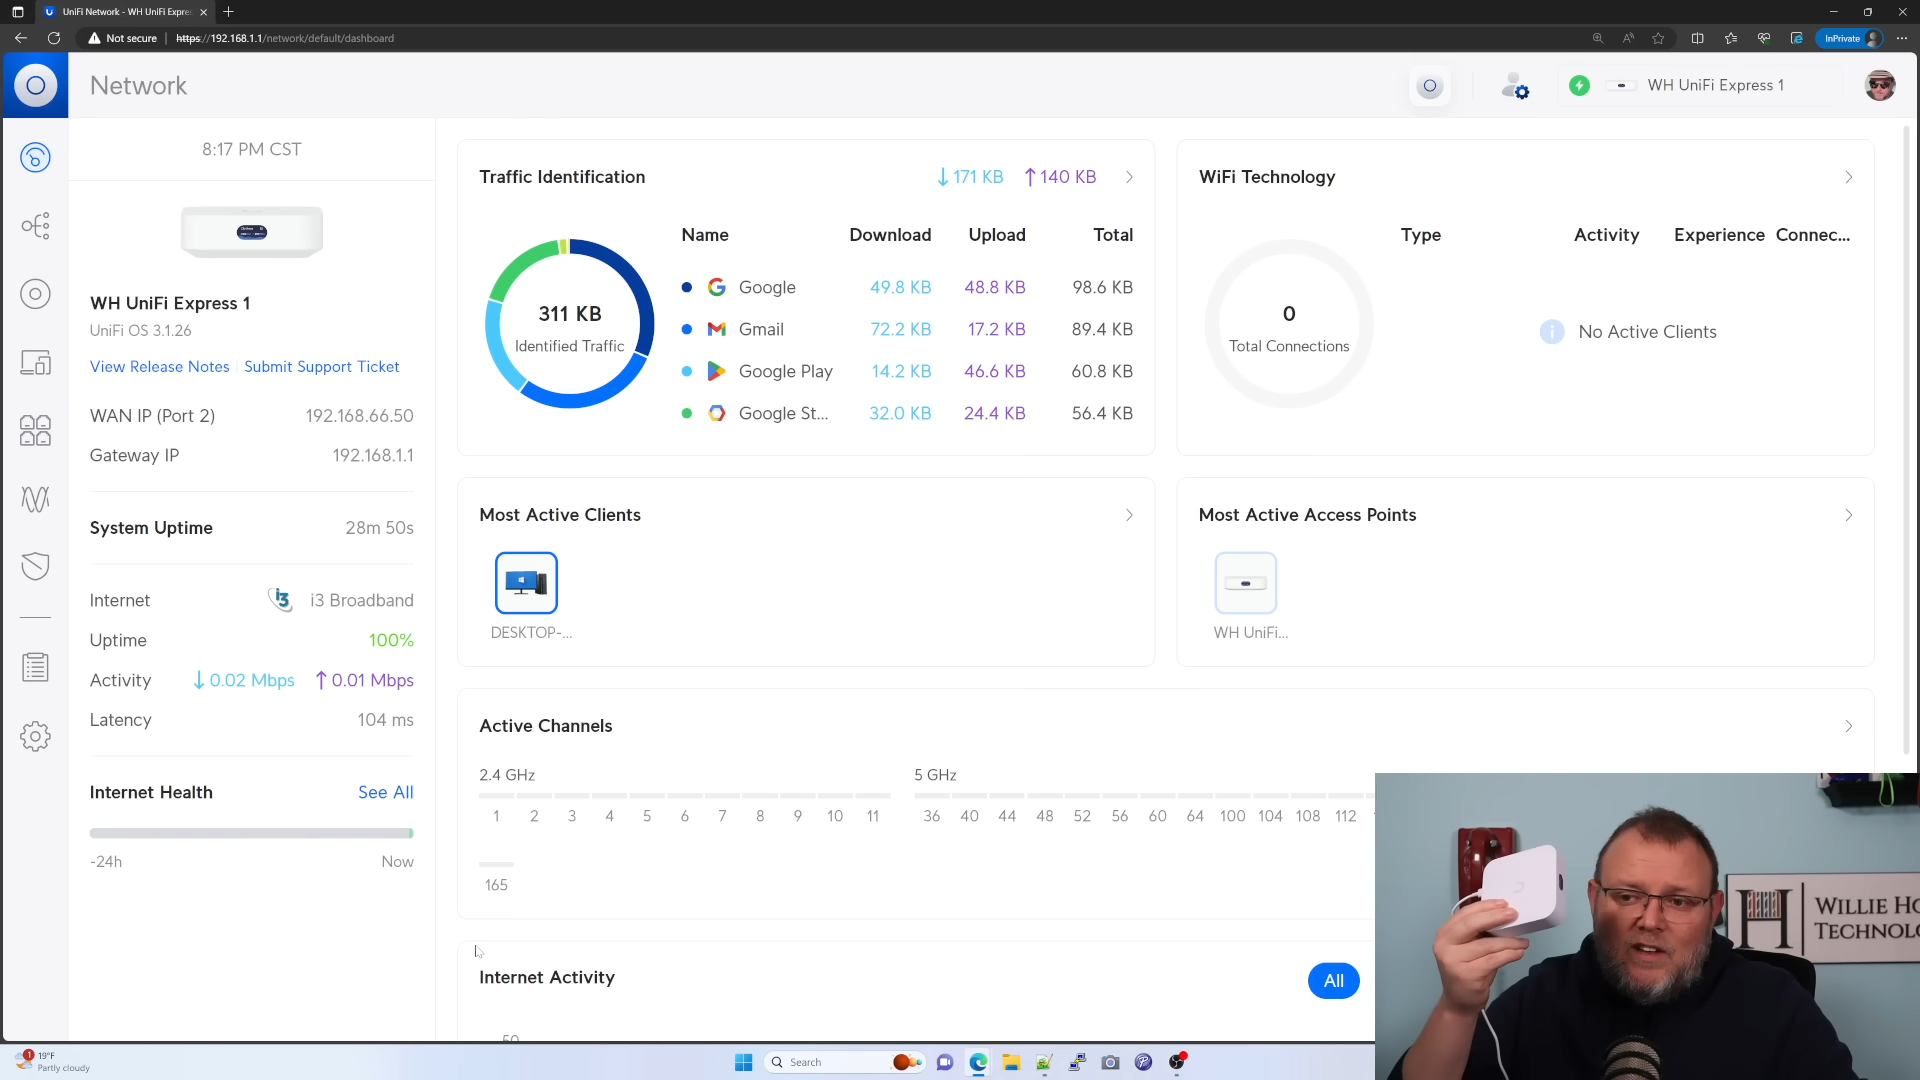 UniFi Network - WH UniFi Expres
Not secure
https://192.168.1.1/network/default/dashboard
InPrivate
Network
WH UniFi Express 1
8:17 PM CST
WH UniFi Express 1
UniFi OS 3.1.26
View Release Notes
Submit Support Ticket
WAN IP (Port 2) 192.168.66.50
Gateway IP 192.168.1.1
System Uptime 28m 50s
Internet i3 i3 Broadband
Uptime 100%
Activity ↓ 0.02 Mbps ↑ 0.01 Mbps
Latency 104 ms
Internet Health See All
-24h Now
Traffic Identification ↓ 171 KB ↑ 140 KB
311 KB
Identified Traffic
Name Download Upload Total
Google 49.8 KB 48.8 KB 98.6 KB
Gmail 72.2 KB 17.2 KB 89.4 KB
Google Play 14.2 KB 46.6 KB 60.8 KB
Google St... 32.0 KB 24.4 KB 56.4 KB
WiFi Technology
0
Total Connections
Type Activity Experience Connec...
No Active Clients
Most Active Clients
DESKTOP-...
Most Active Access Points
WH UniFi...
Active Channels
2.4 GHz
1 2 3 4 5 6 7 8 9 10 11
5 GHz
36 40 44 48 52 56 60 64 100 104 108 112
165
Internet Activity
All
50
WILLIE HO
TECHNOLO
1
19°F
Partly cloudy
Search